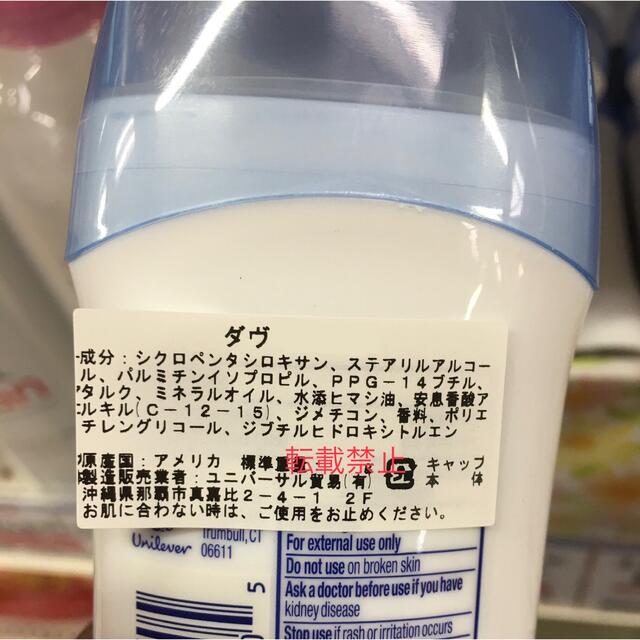 ダヴ
成分：シクロペンタシロキサン、ステアリルアルコー
ル、パルミチンイソプロピル、PPG－14ブチル、
タルク、ミネラルオイル、水添ヒマシ油、安息香酸ア
ルキル(C－12－15)、ジメチコン、香料、ポリエ
チレングリコール、ジブチルヒドロキシトルエン
原産国：アメリカ 標準重
転載禁止
キャップ
製造販売業者：ユニバーサル貿易(有)
本 体
沖縄県那覇市真嘉比2－4－1 2F
お肌に合わない時は、ご使用をお止めください。
Trumbull, CT
Unilever 06611
For external use only
Do not use on broken skin
Ask a doctor before use if you have
kidney disease
Stop use if rash or irritation occurs
5